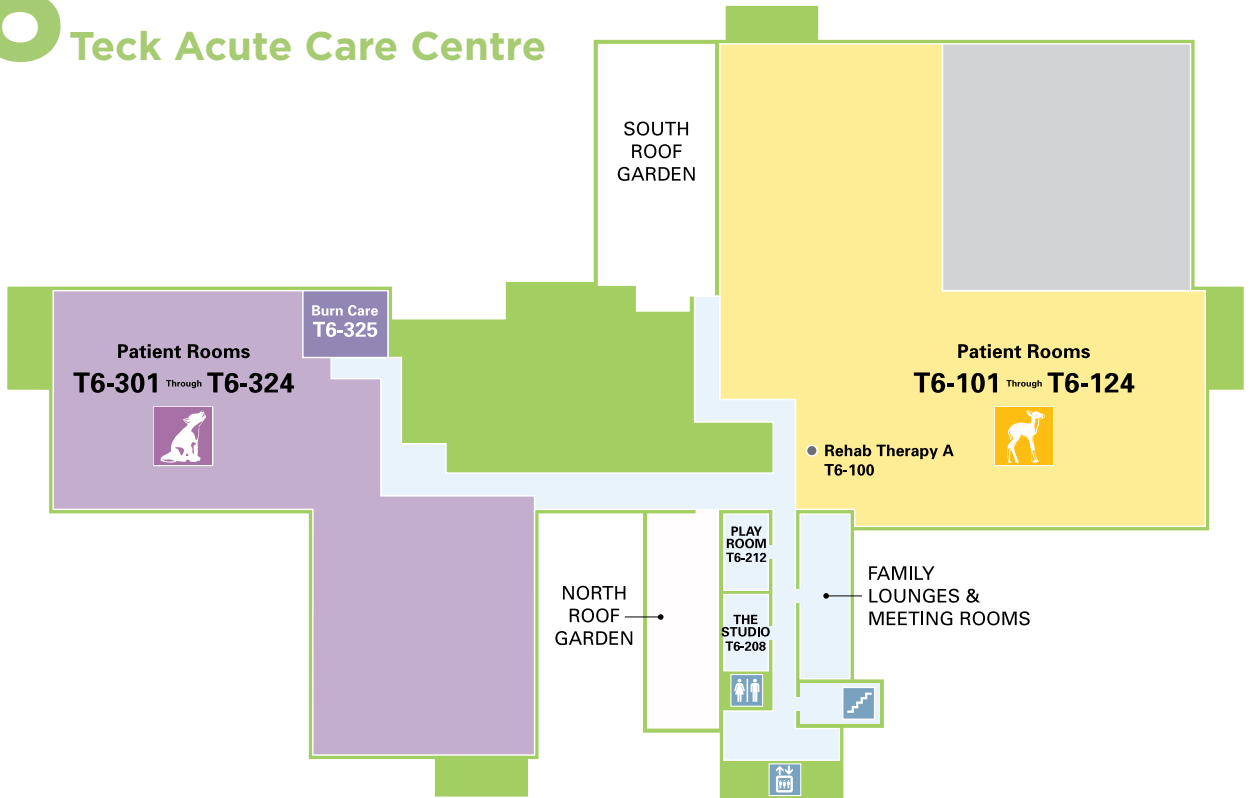 Teck Acute Care Centre
SOUTH
ROOF
GARDEN
Burn Care
T6-325
Patient Rooms
T6-301 Through T6-324
Patient Rooms
T6-101 Through T6-124
Rehab Therapy A
T6-100
PLAY
ROOM
T6-212
NORTH
ROOF
GARDEN
THE
STUDIO
T6-208
FAMILY
LOUNGES &
MEETING ROOMS